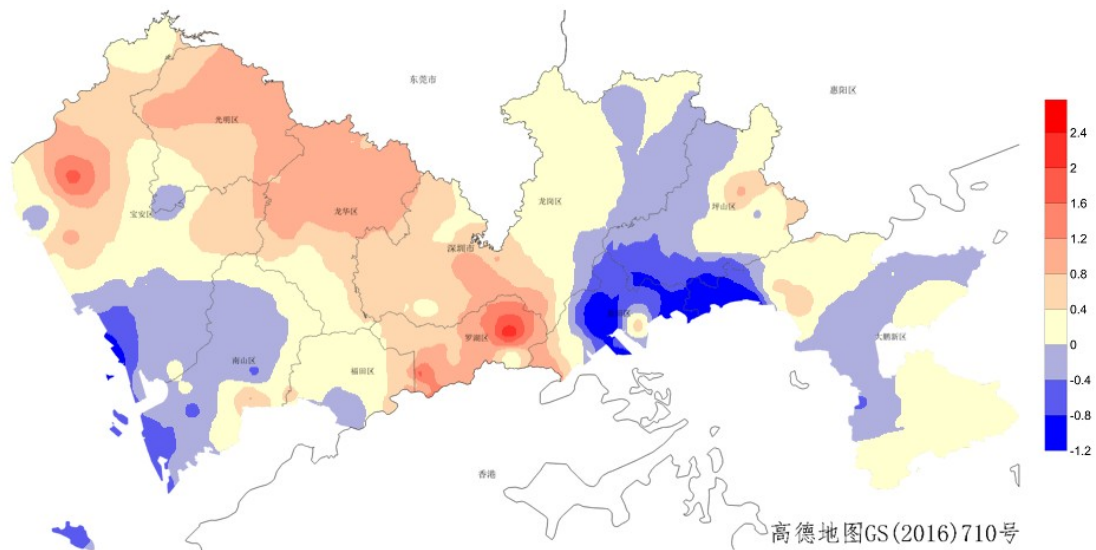 东莞市
惠阳区
光明区
宝安区
龙华区
龙岗区
坪山区
深圳市
罗湖区
南山区
福田区
大鹏新区
香港
2.4
2
1.6
1.2
0.8
0.4
0
-0.4
-0.8
-1.2
高德地图GS(2016)710号